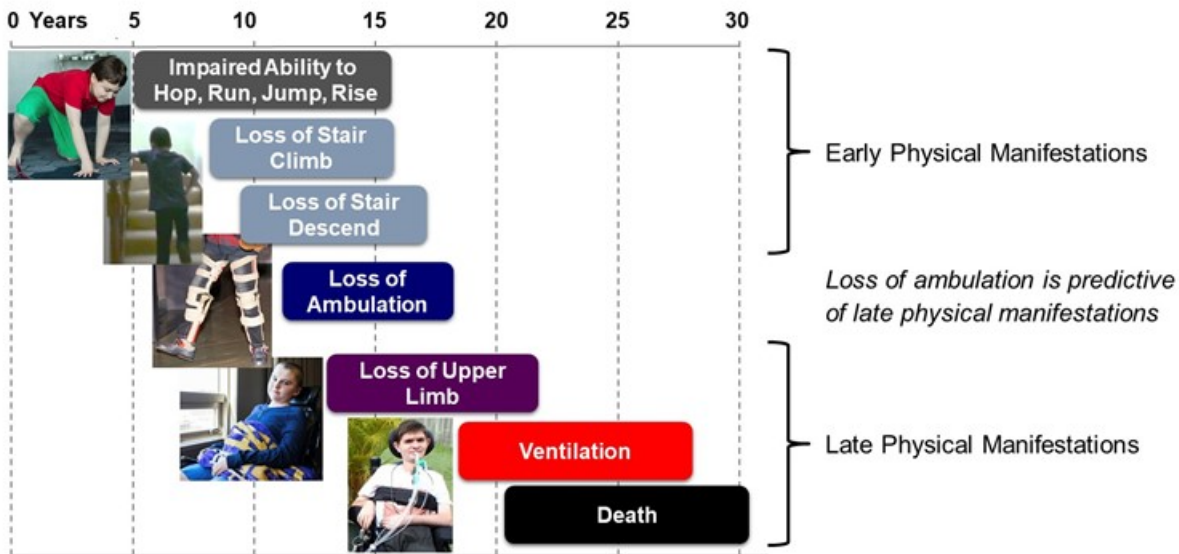 0 Years 5 10 15 20 25 30
Impaired Ability to
Hop, Run, Jump, Rise
Loss of Stair
Climb
Loss of Stair
Descend
Early Physical Manifestations
Loss of
Ambulation
Loss of ambulation is predictive
of late physical manifestations
Loss of Upper
Limb
Ventilation
Death
Late Physical Manifestations